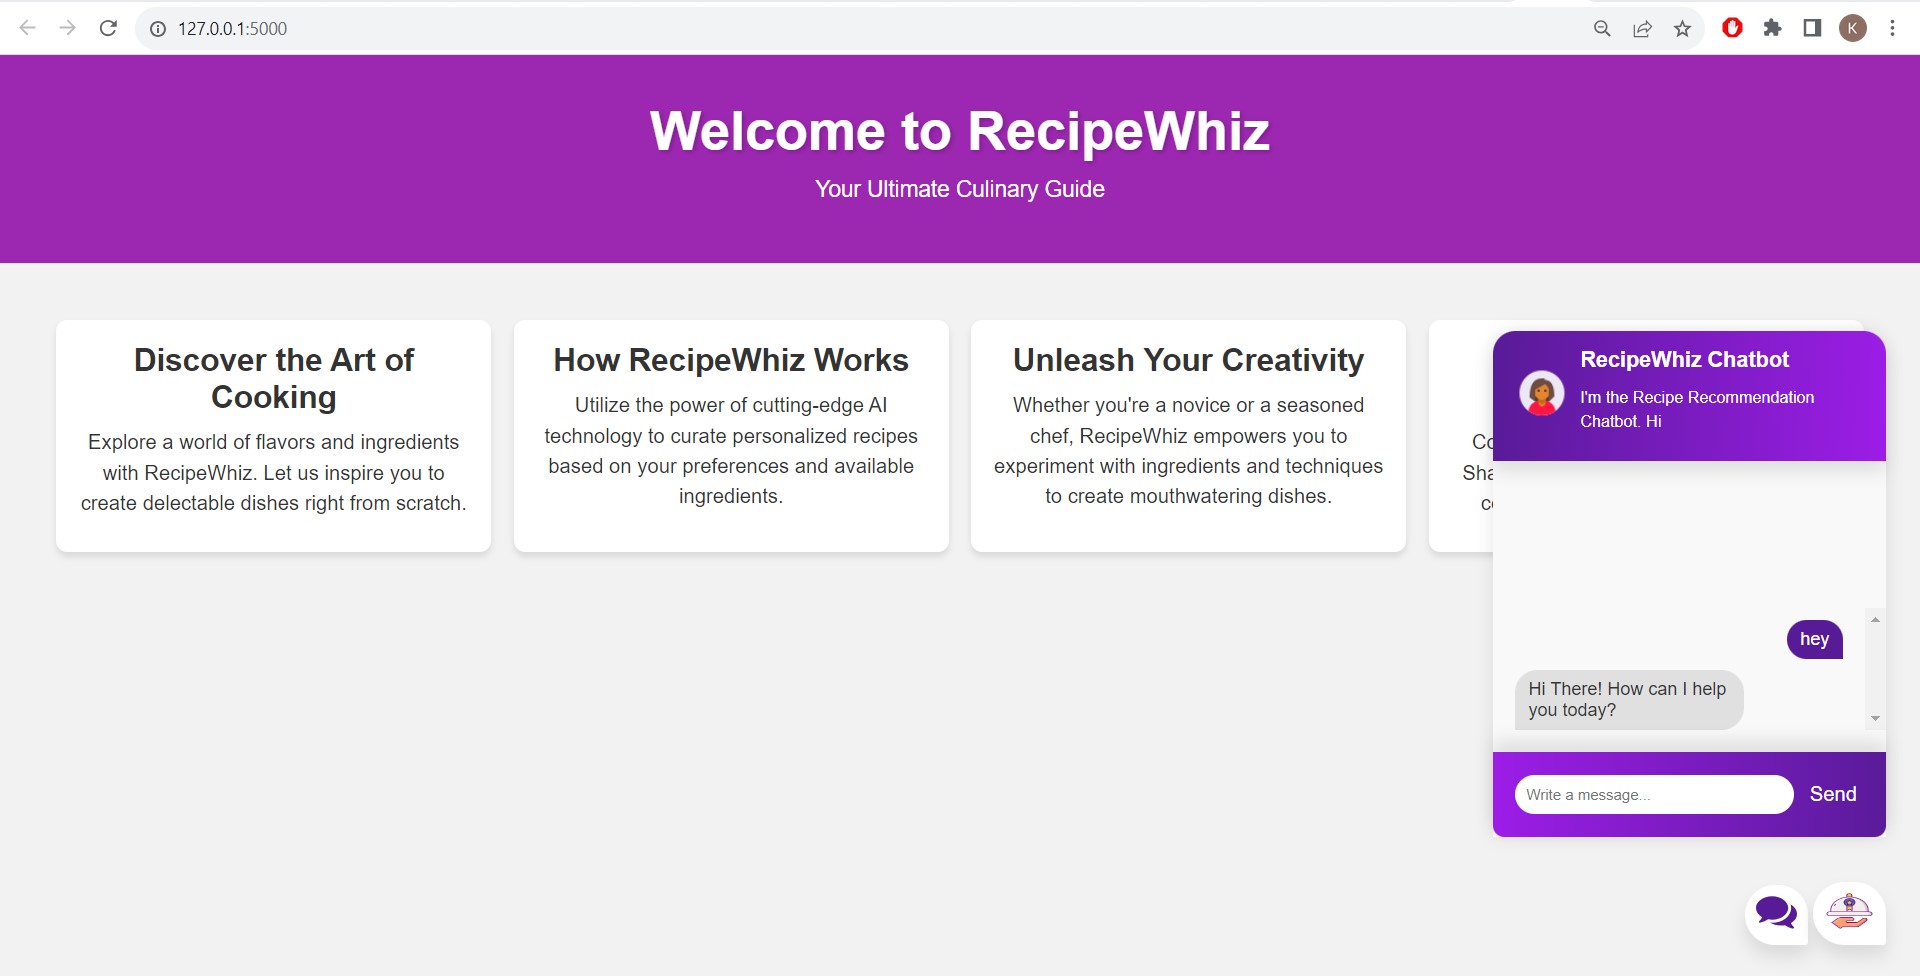 127.0.0.1:5000
K
Welcome to RecipeWhiz
Your Ultimate Culinary Guide
Discover the Art of
Cooking
Explore a world of flavors and ingredients
with RecipeWhiz. Let us inspire you to
create delectable dishes right from scratch.
How RecipeWhiz Works
Utilize the power of cutting-edge AI
technology to curate personalized recipes
based on your preferences and available
ingredients.
Unleash Your Creativity
Whether you're a novice or a seasoned
chef, RecipeWhiz empowers you to
experiment with ingredients and techniques
to create mouthwatering dishes.
RecipeWhiz Chatbot
I'm the Recipe Recommendation
Chatbot. Hi
hey
Hi There! How can I help
you today?
Write a message...
Send